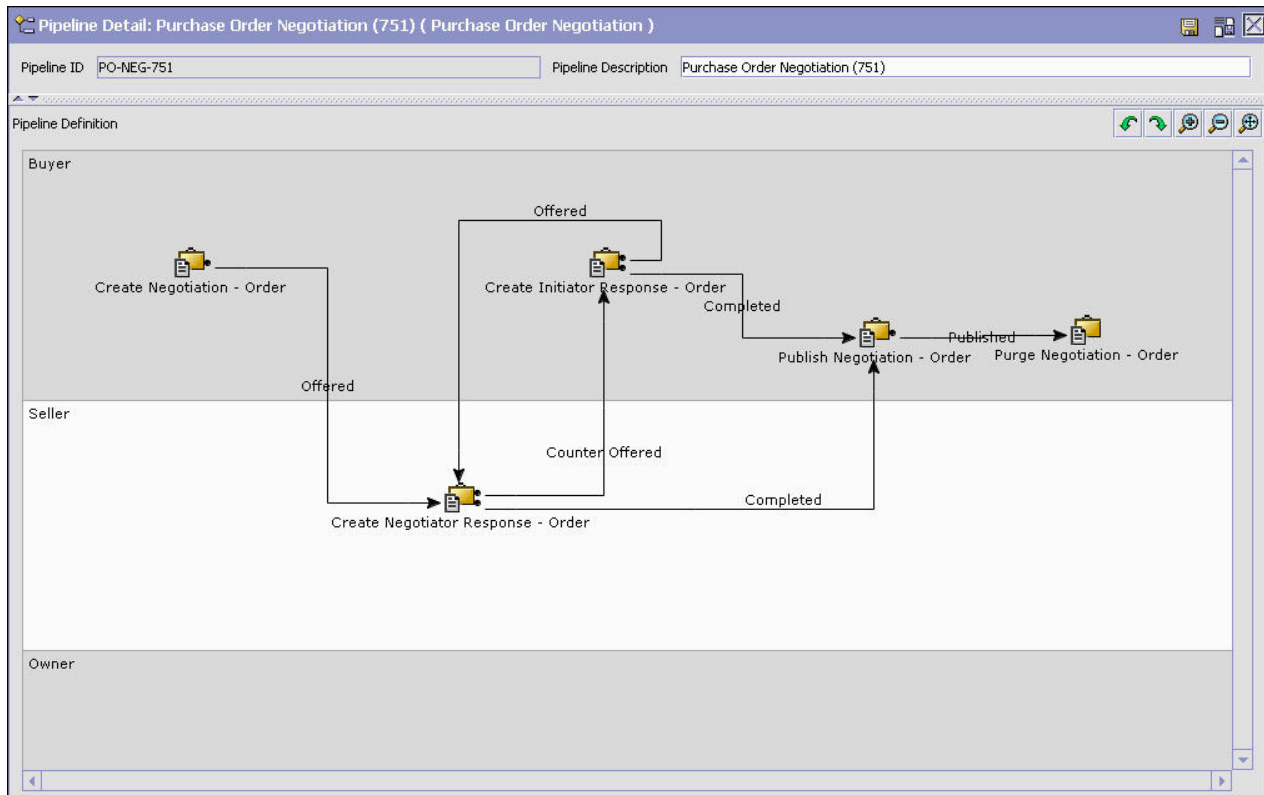 Pipeline Detail: Purchase Order Negotiation (751) ( Purchase Order Negotiation )
Pipeline ID PO-NEG-751 Pipeline Description Purchase Order Negotiation (751)
Pipeline Definition
Buyer
Offered
Create Negotiation - Order
Create Initiator Response - Order
Completed
Published
Publish Negotiation - Order
Purge Negotiation - Order
Offered
Seller
Counter Offered
Completed
Create Negotiator Response - Order
Owner